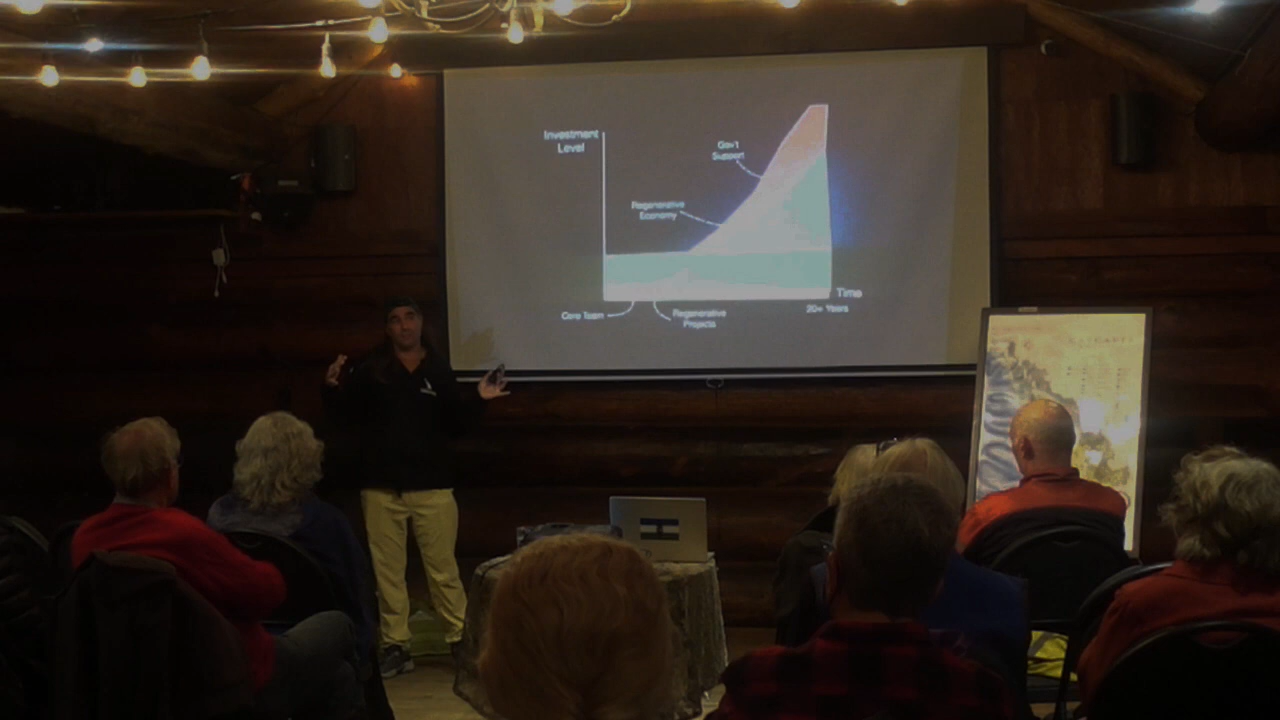 Investment
Level
Gov't
Support
Regenerative
Economy
Time
20+ Years
Core Team
Regenerative
Projects